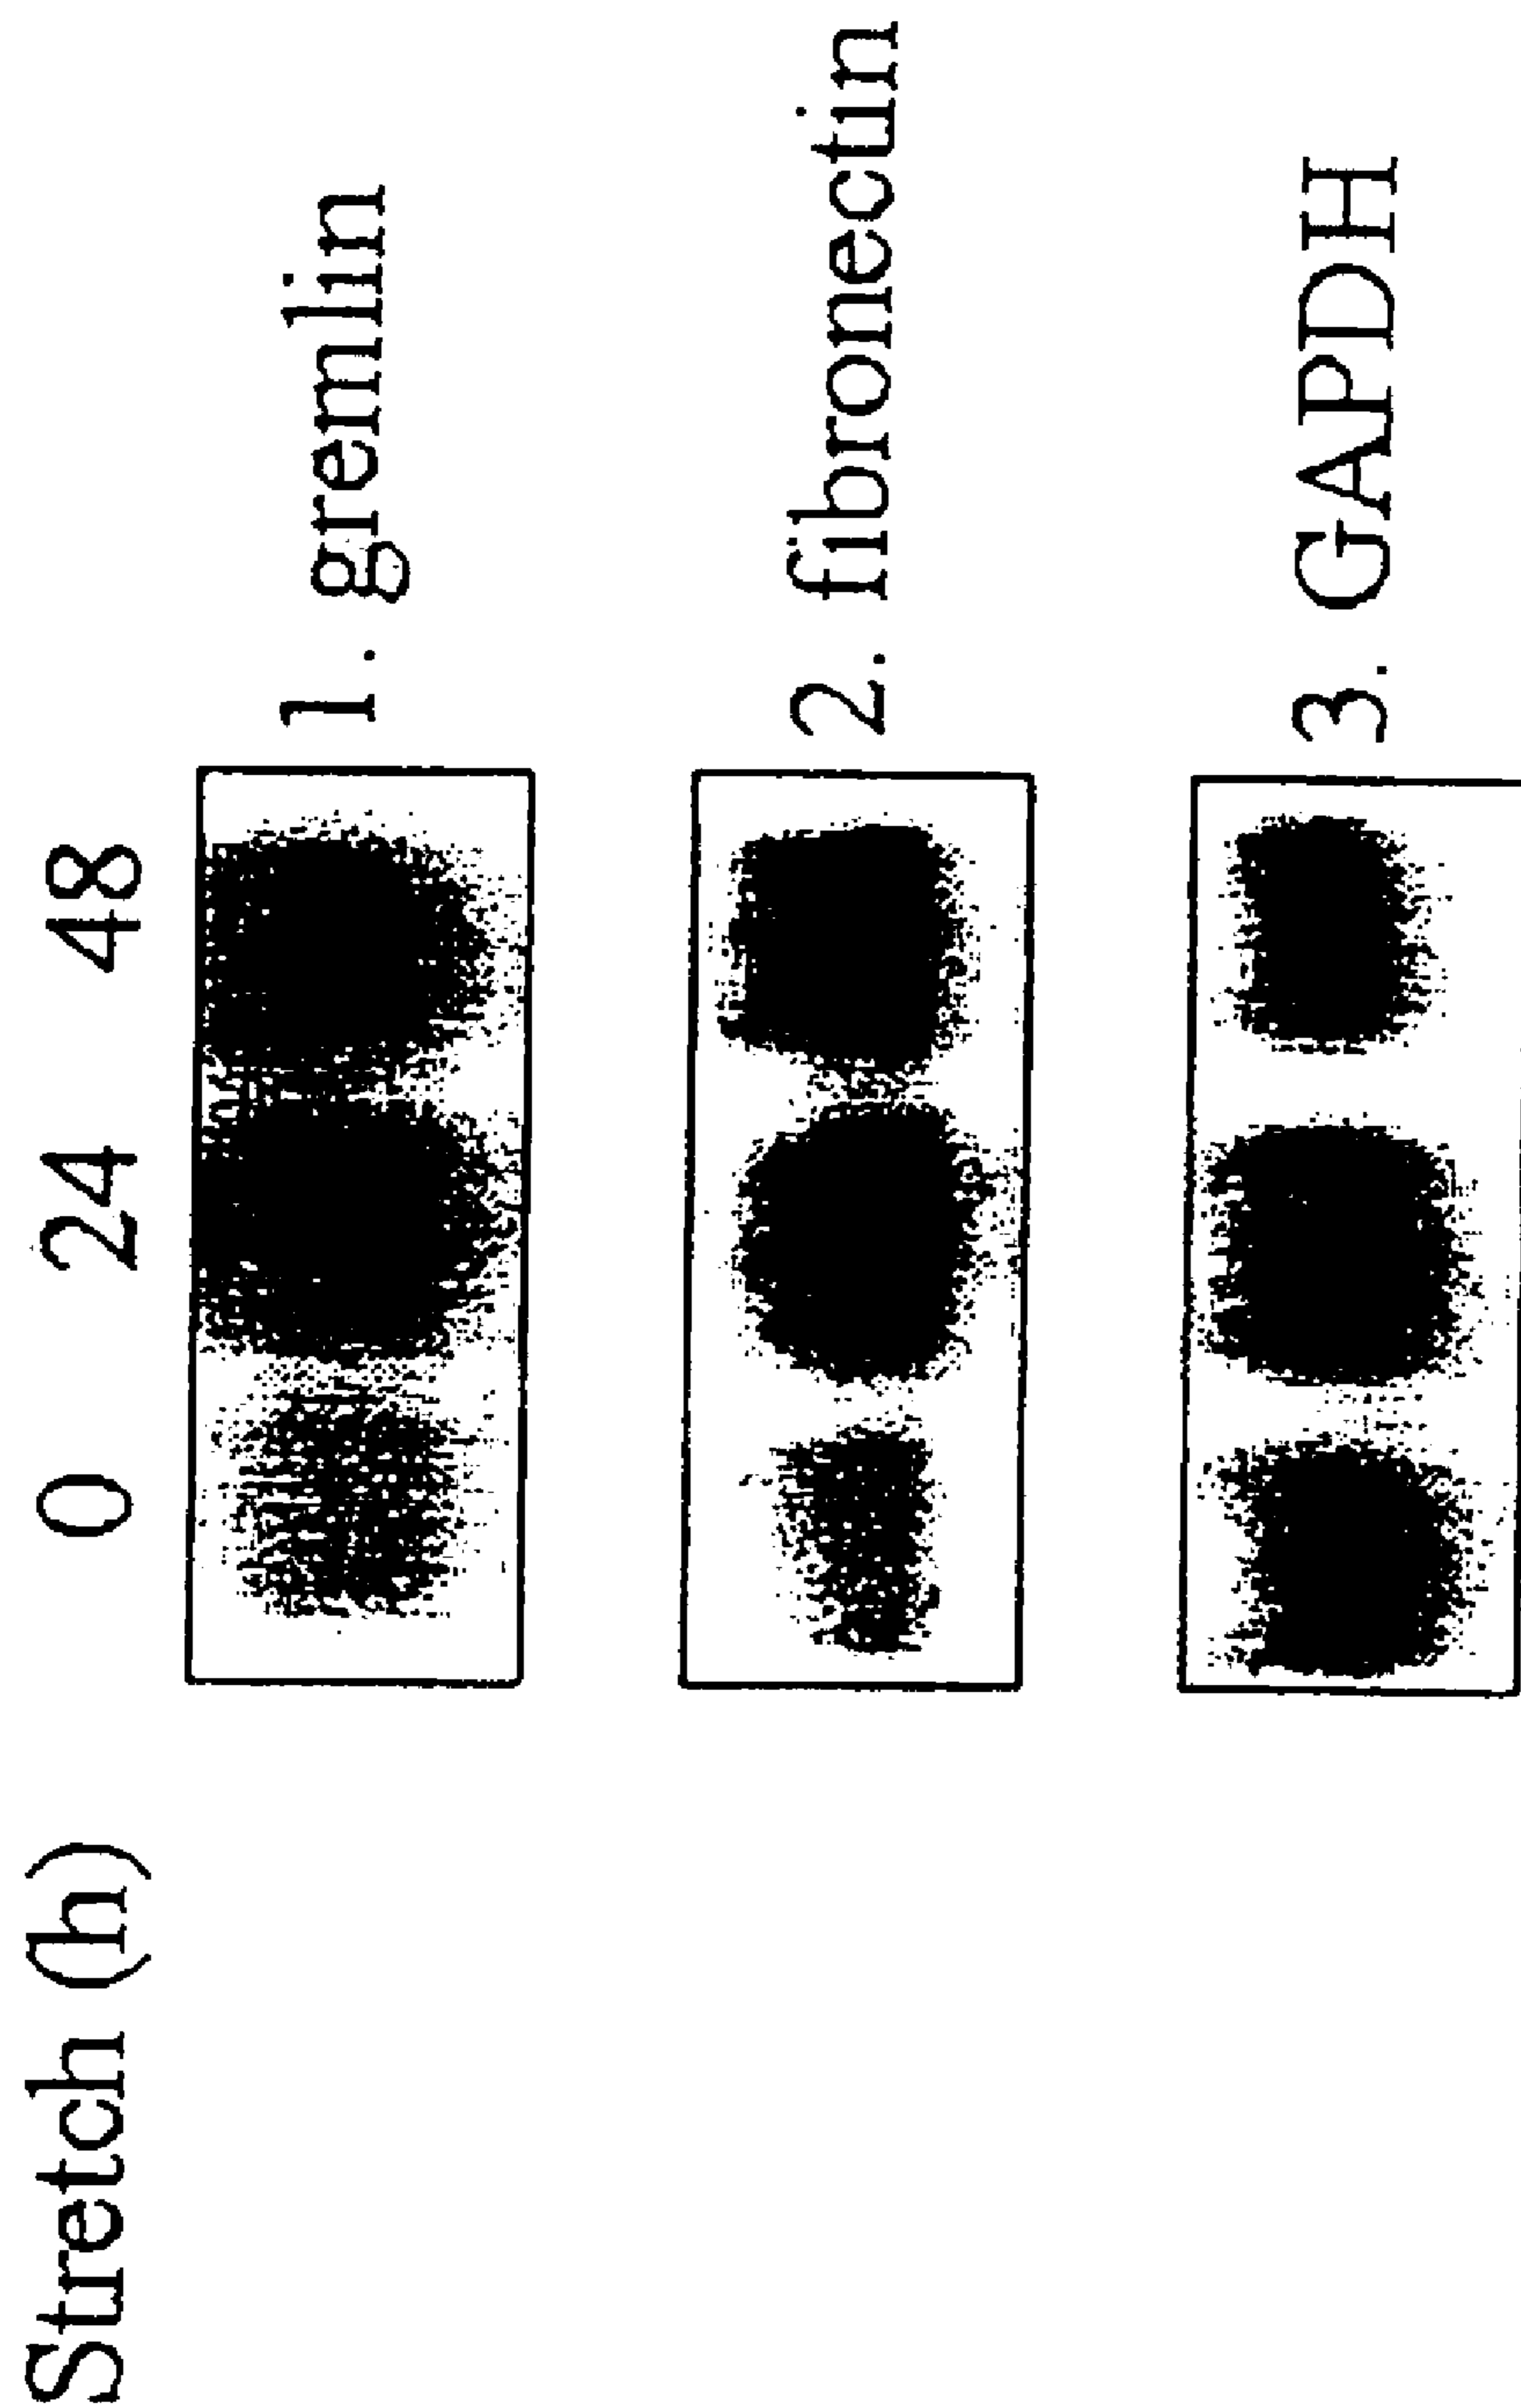 Stretch (h) 0 24 48
1. gremlin
2. fibronectin
3. GAPDH